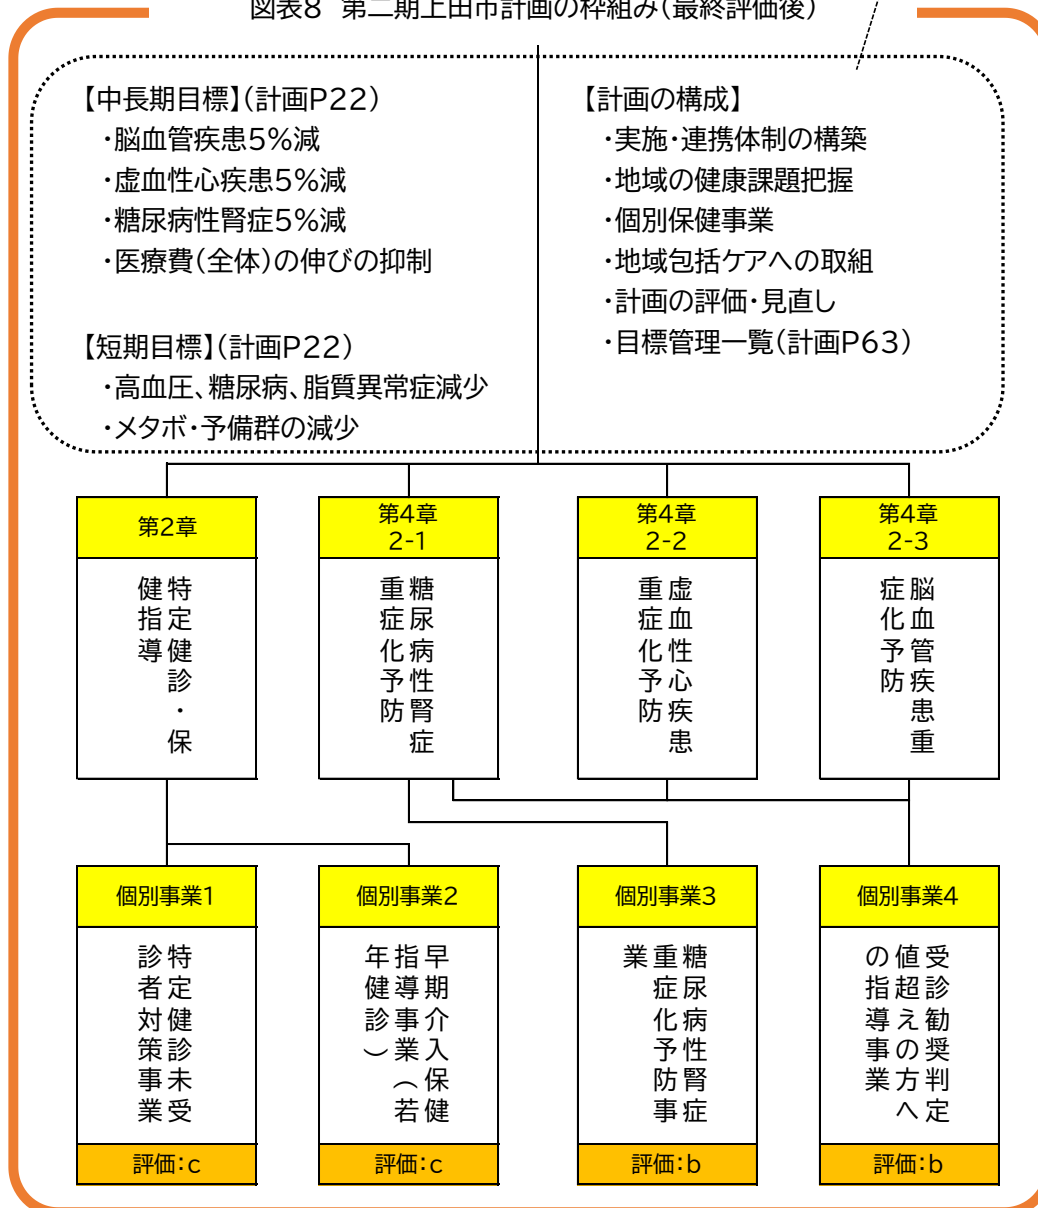 図表8 第二期上田市計画の枠組み(最終評価後)
【中長期目標】(計画P22)
・脳血管疾患5%減
・虚血性心疾患5%減
・糖尿病性腎症5%減
・医療費(全体)の伸びの抑制
【短期目標】(計画P22)
・高血圧、糖尿病、脂質異常症減少
・メタボ・予備群の減少
【計画の構成】
・実施・連携体制の構築
・地域の健康課題把握
・個別保健事業
・地域包括ケアへの取組
・計画の評価・見直し
・目標管理一覧(計画P63)
第2章
特定健診・保
健指導
第4章
2-1
糖尿病性腎症
重症化予防
第4章
2-2
虚血性心疾患
重症化予防
第4章
2-3
脳血管疾患重
症化予防
個別事業1
特定健診未受
診者対策事業
評価:c
個別事業2
早期介入保健
指導事業(若
年健診)
評価:c
個別事業3
糖尿病性腎症
重症化予防事
業
評価:b
個別事業4
受診勧奨判定
値超えの方へ
の指導事業
評価:b